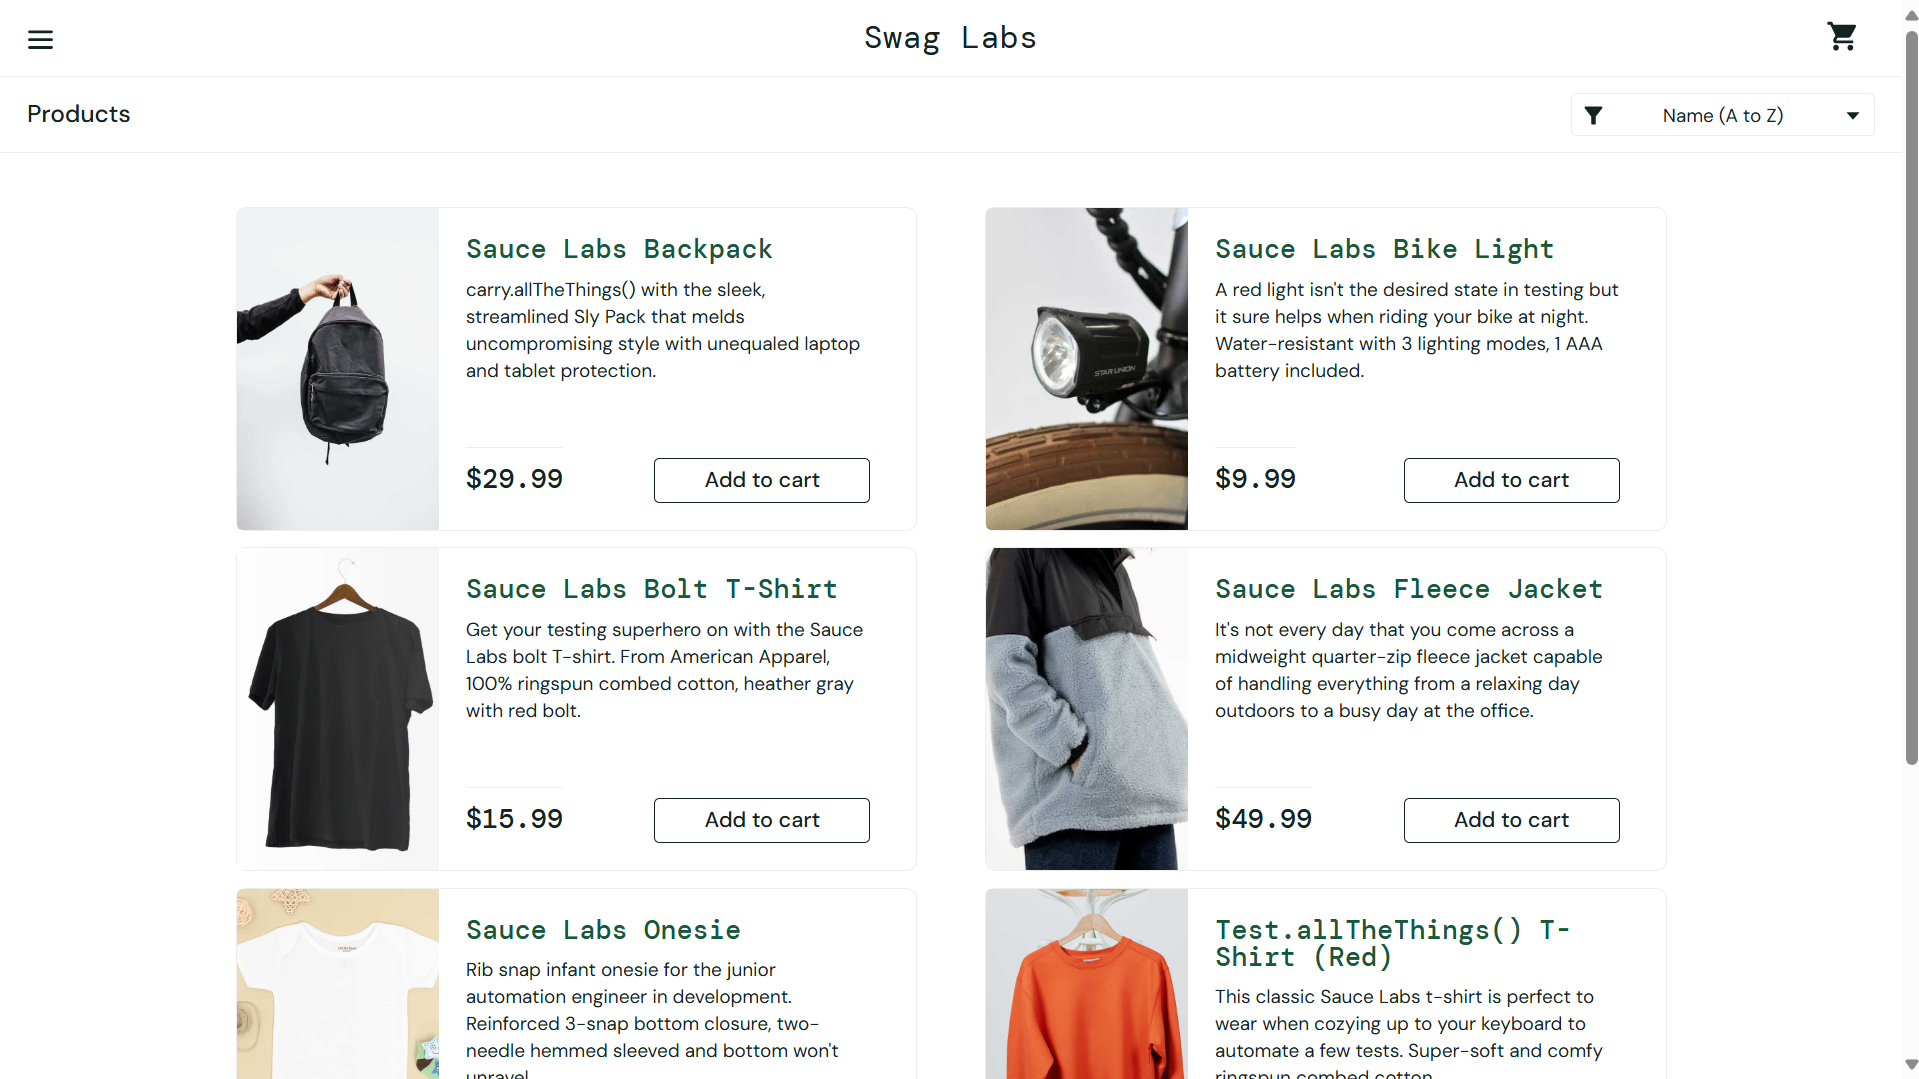 Swag Labs
Products
Name (A to Z)
Sauce Labs Backpack
carry.allTheThings() with the sleek,
streamlined Sly Pack that melds
uncompromising style with unequaled laptop
and tablet protection.
$29.99
Add to cart
Sauce Labs Bike Light
A red light isn't the desired state in testing but
it sure helps when riding your bike at night.
Water-resistant with 3 lighting modes, 1 AAA
battery included.
STAR UNION
$9.99
Add to cart
Sauce Labs Bolt T-Shirt
Get your testing superhero on with the Sauce
Labs bolt T-shirt. From American Apparel,
100% ringspun combed cotton, heather gray
with red bolt.
$15.99
Add to cart
Sauce Labs Fleece Jacket
It's not every day that you come across a
midweight quarter-zip fleece jacket capable
of handling everything from a relaxing day
outdoors to a busy day at the office.
$49.99
Add to cart
Sauce Labs Onesie
Rib snap infant onesie for the junior
automation engineer in development.
Reinforced 3-snap bottom closure, two-
needle hemmed sleeved and bottom won't
unravel.
Test.allTheThings() T-
Shirt (Red)
This classic Sauce Labs t-shirt is perfect to
wear when cozying up to your keyboard to
automate a few tests. Super-soft and comfy
ringspun combed cotton.